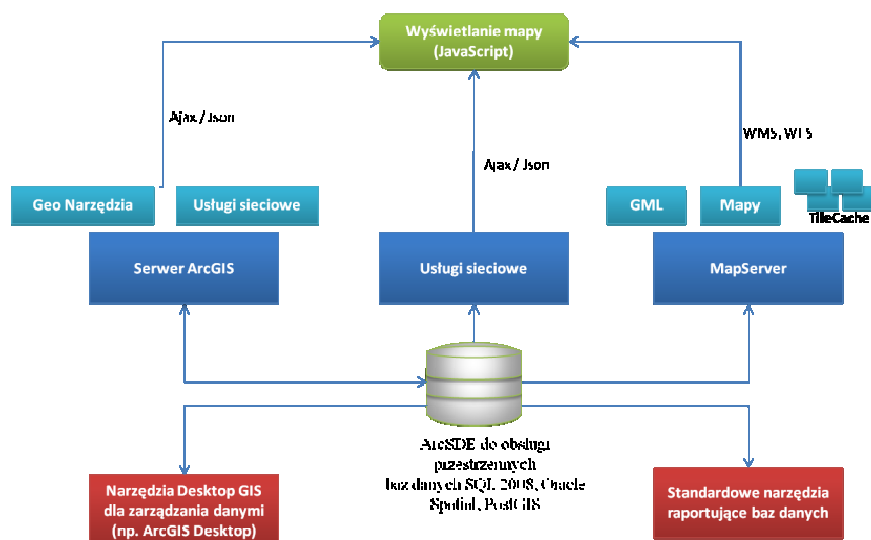 Wyświetlanie mapy
(JavaScript)
Ajax / Json
WMS, WFS
Ajax / Json
Geo Narzędzia
Usługi sieciowe
GML
Mapy
TileCache
Serwer ArcGIS
Usługi sieciowe
MapServer
ArcSDE do obsługi
przestrzennych
baz danych SQL 2008, Oracle
Spatial, PostGIS
Narzędzia Desktop GIS
dla zarządzania danymi
(np. ArcGIS Desktop)
Standardowe narzędzia
raportujące baz danych